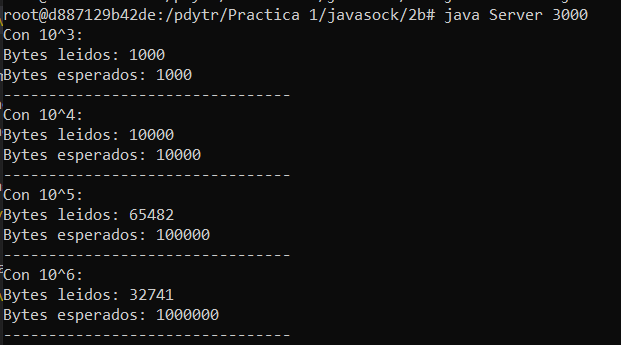 root@d887129b42de:/pdytr/Practica 1/javasock/2b# java Server 3000
Con 10^3:
Bytes leidos: 1000
Bytes esperados: 1000
--------------------------------
Con 10^4:
Bytes leidos: 10000
Bytes esperados: 10000
--------------------------------
Con 10^5:
Bytes leidos: 65482
Bytes esperados: 100000
--------------------------------
Con 10^6:
Bytes leidos: 32741
Bytes esperados: 1000000
--------------------------------